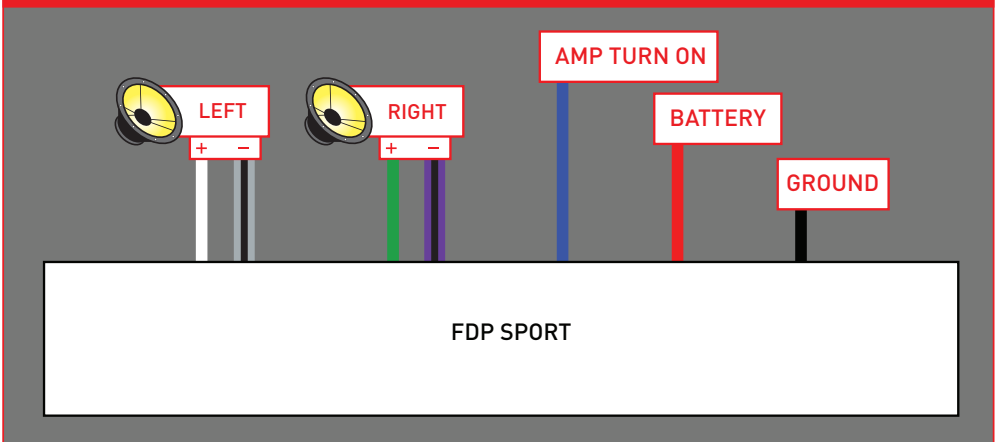 AMP TURN ON
LEFT
RIGHT
BATTERY
+ −
+ −
GROUND
FDP SPORT